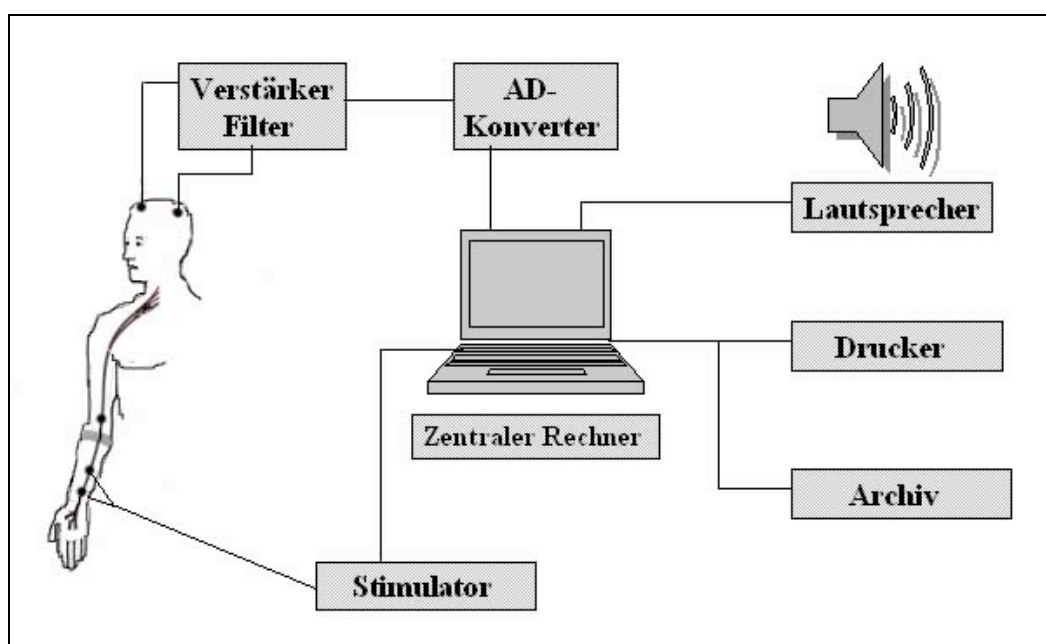 Verstärker
Filter
AD-
Konverter
Lautsprecher
Drucker
Zentraler Rechner
Archiv
Stimulator